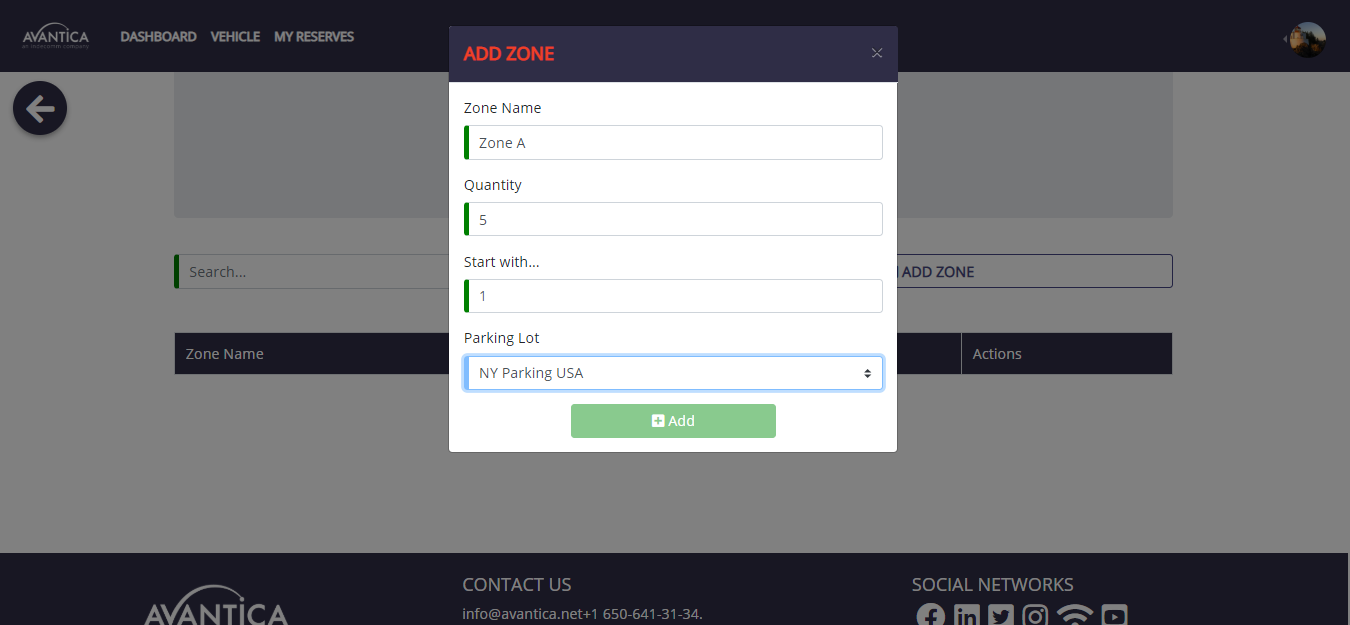 AVANTICA
DASHBOARD VEHICLE MY RESERVES
ADD ZONE
×
Zone Name
Zone A
Quantity
5
Start with...
1
Parking Lot
NY Parking USA
Add
Search...
ADD ZONE
Zone Name
Actions
AVANTICA
CONTACT US
info@avantica.net+1 650-641-31-34.
SOCIAL NETWORKS